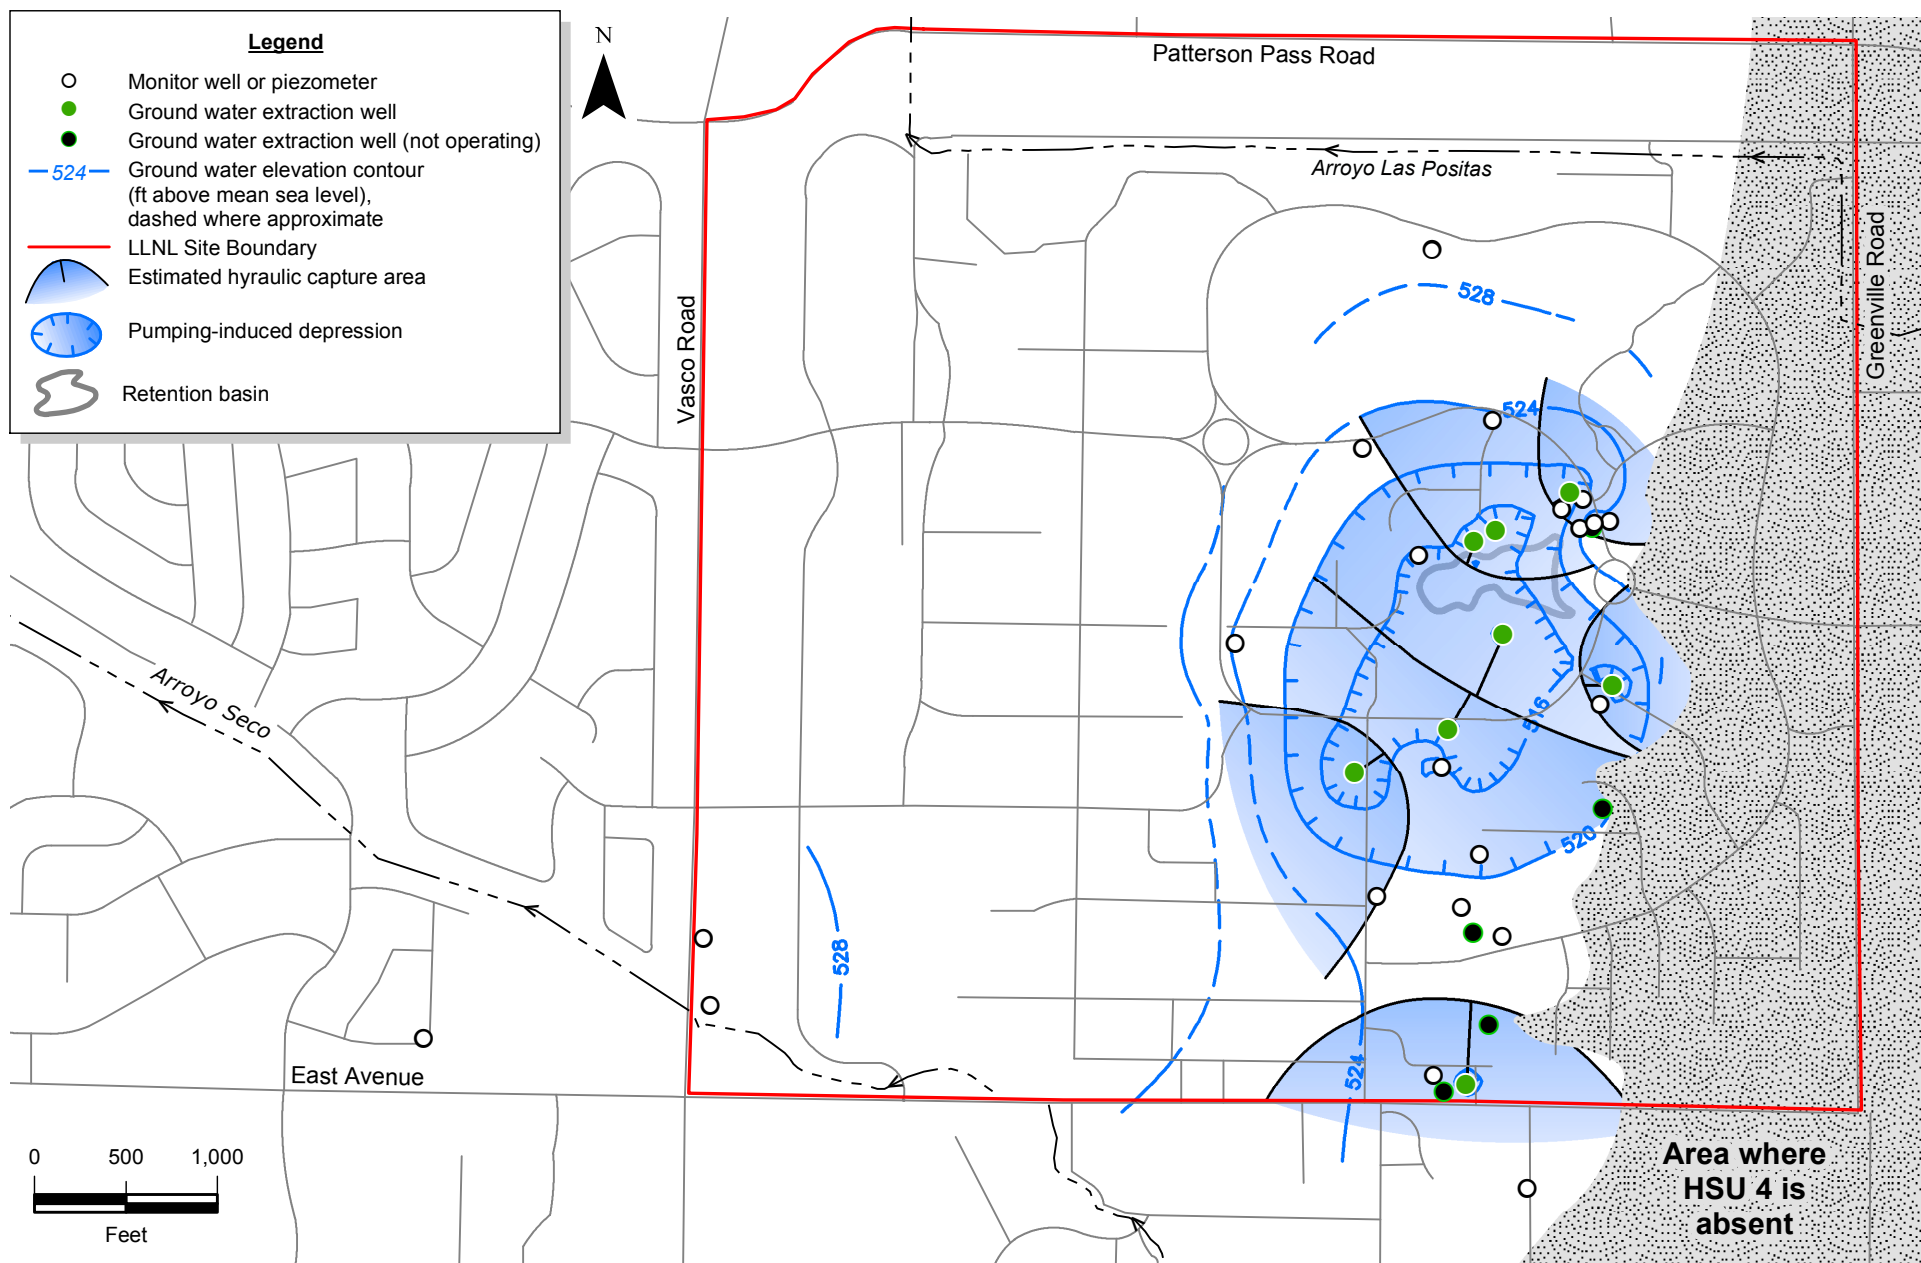 Legend
Monitor well or piezometer
Ground water extraction well
Ground water extraction well (not operating)
524
Ground water elevation contour
(ft above mean sea level),
dashed where approximate
LLNL Site Boundary
Estimated hyraulic capture area
Pumping-induced depression
Retention basin
N
Patterson Pass Road
Arroyo Las Positas
Greenville Road
Vasco Road
528
524
516
520
Arroyo Seco
528
524
East Avenue
0 500 1,000
Feet
Area where
HSU 4 is
absent